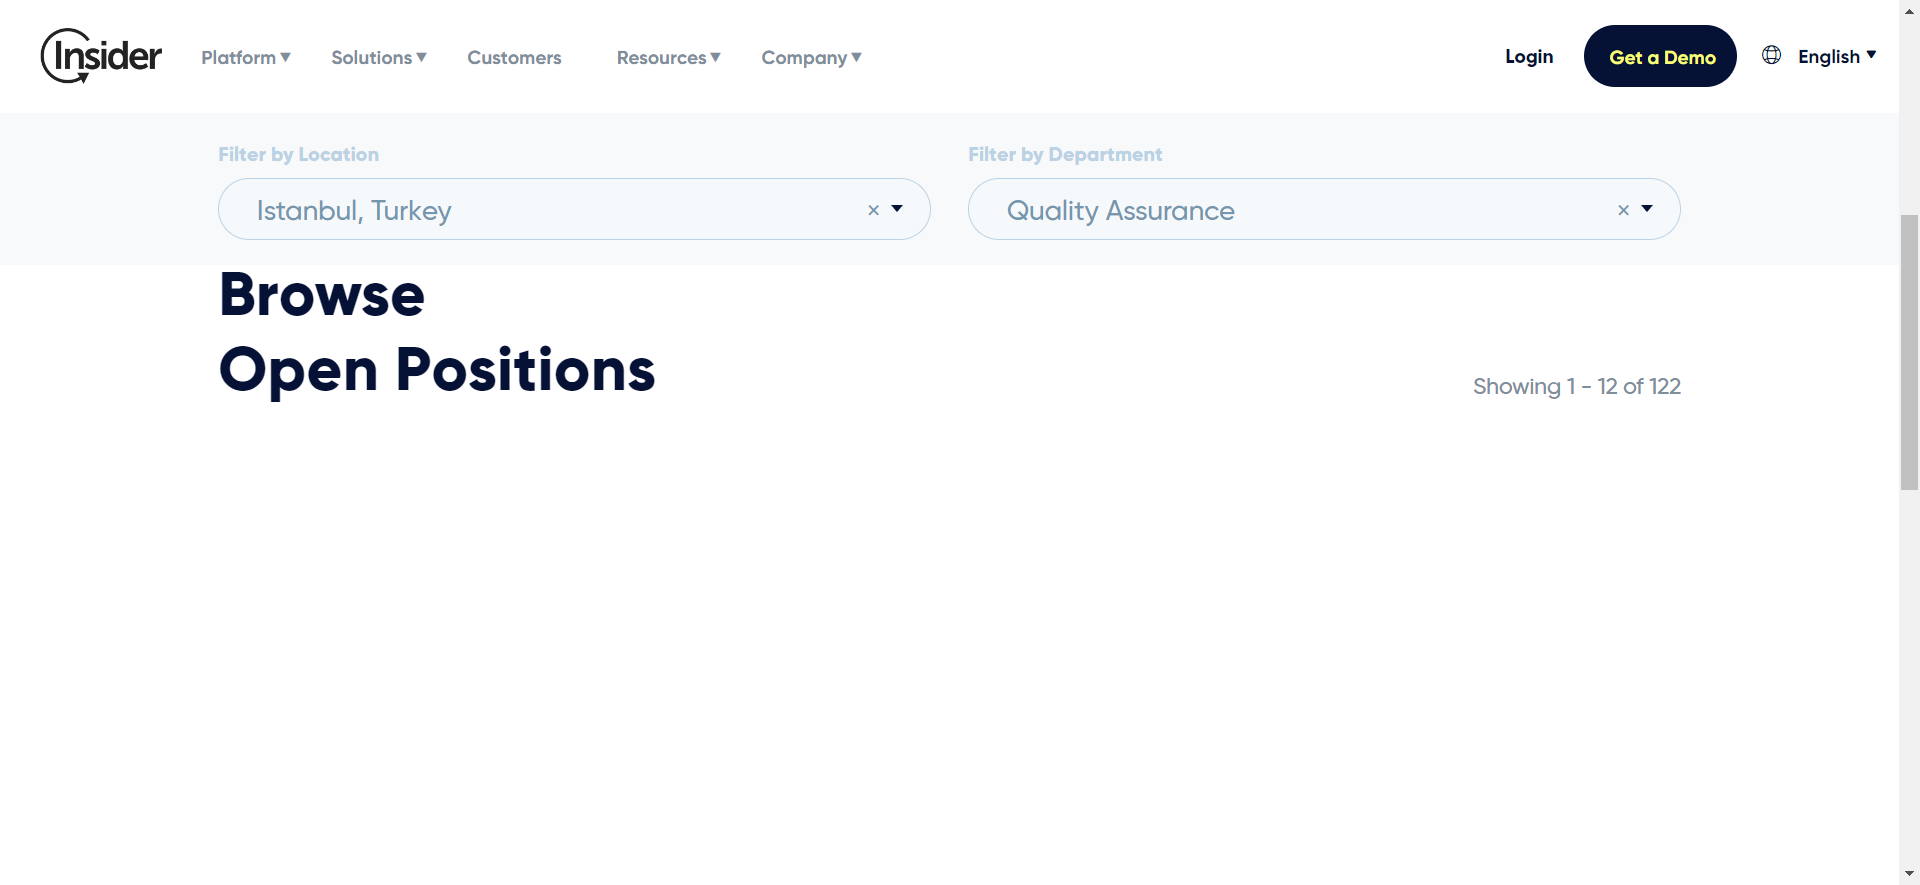 Insider
Platform ▼ Solutions ▼ Customers Resources ▼ Company ▼ Login Get a Demo English ▼
Filter by Location Filter by Department
Istanbul, Turkey × Quality Assurance ×
Browse
Open Positions
Showing 1 - 12 of 122